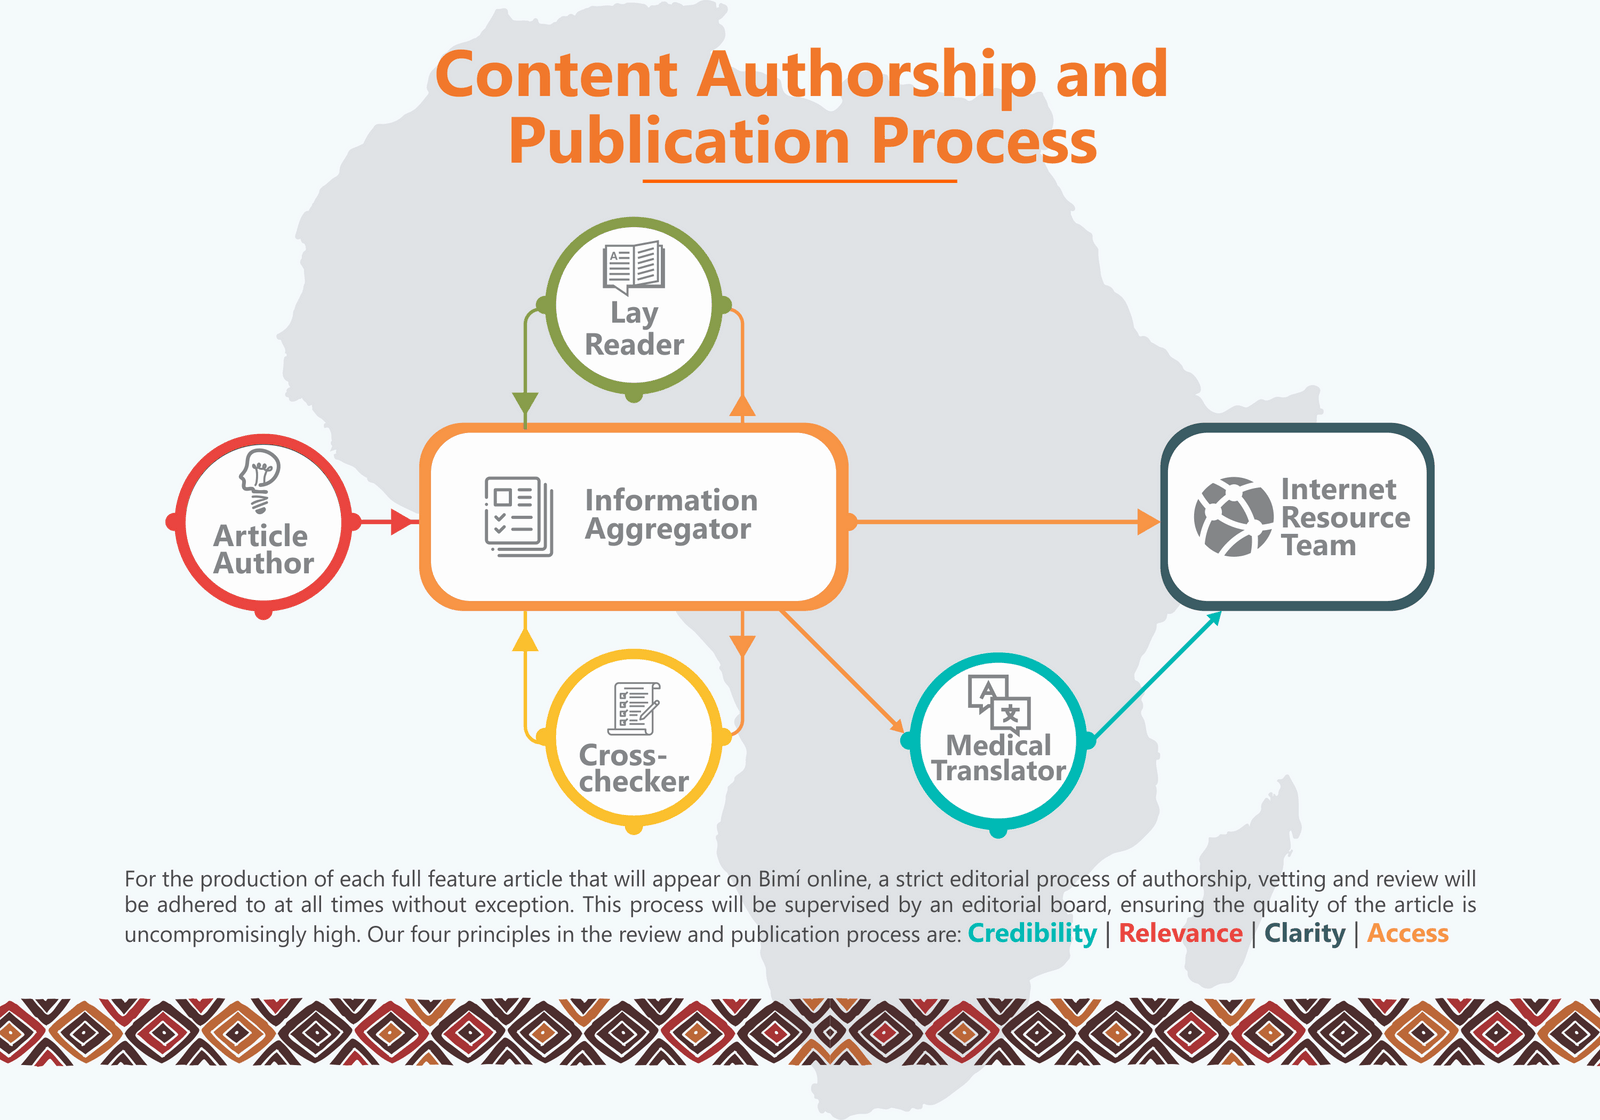 Content Authorship and
Publication Process
Lay
Reader
Article
Author
Information
Aggregator
Internet
Resource
Team
Cross-
checker
Medical
Translator
For the production of each full feature article that will appear on Bimí online, a strict editorial process of authorship, vetting and review will
be adhered to at all times without exception. This process will be supervised by an editorial board, ensuring the quality of the article is
uncompromisingly high. Our four principles in the review and publication process are: Credibility | Relevance | Clarity | Access